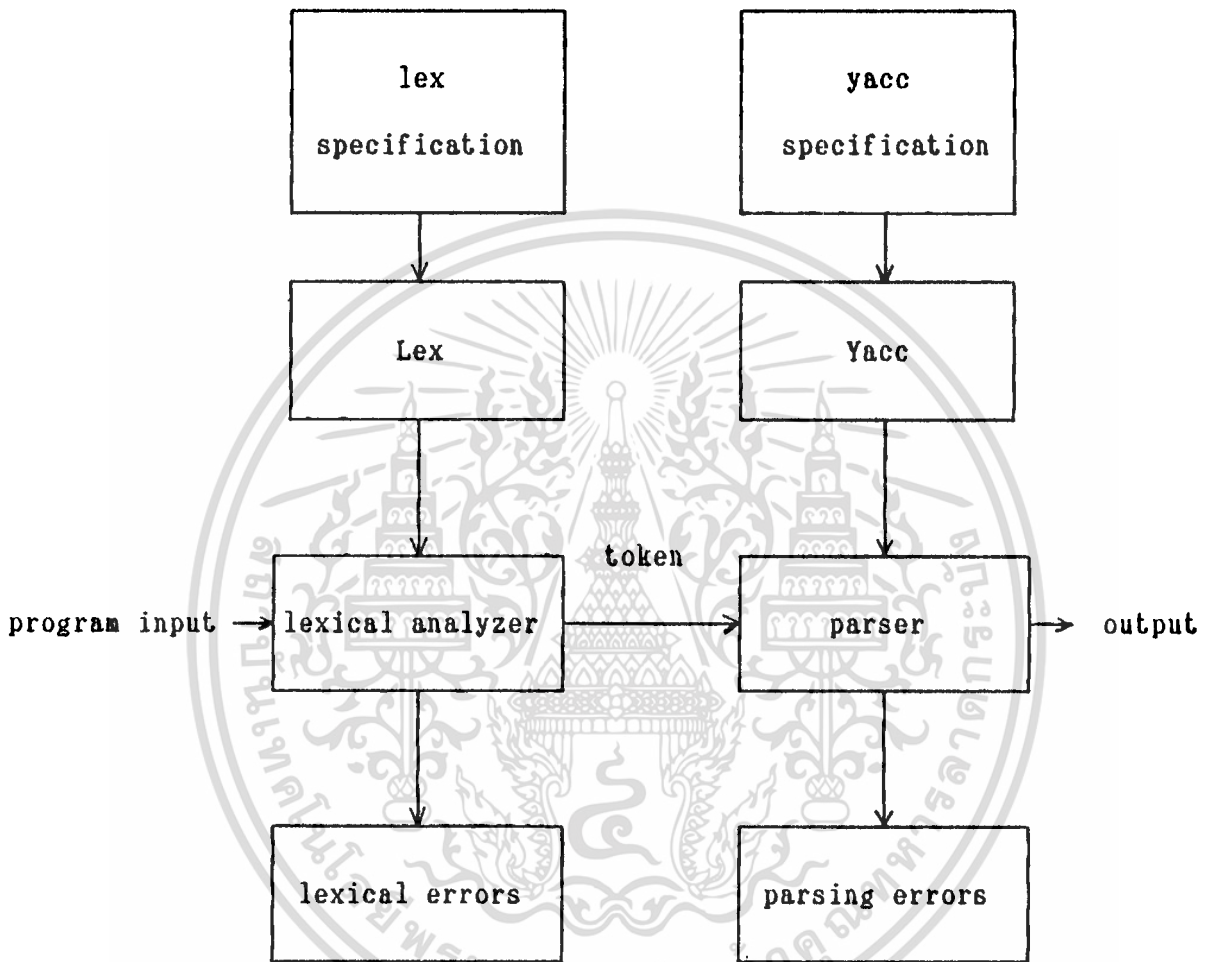 lex
specification
yacc
specification
Lex
Yacc
token
program input
lexical analyzer
parser
output
lexical errors
parsing errors